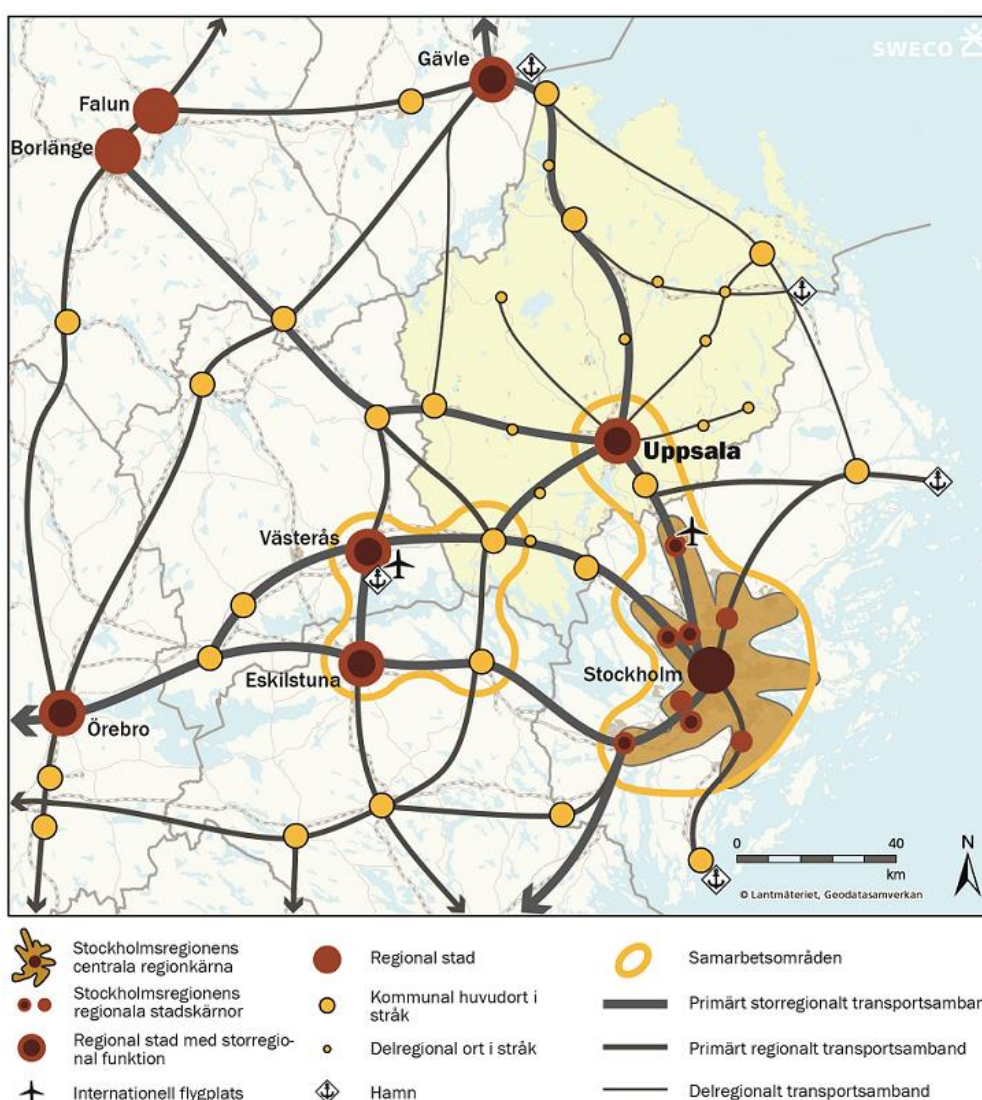 SWECO
Gävle
Falun
Borlänge
Uppsala
Västerås
Stockholm
Eskilstuna
Örebro
0 40
km
N
© Lantmäteriet, Geodatasamverkan
Stockholmsregionens
centrala regionkärna
Stockholmsregionens
regionala stadskärnor
Regional stad med storregio-
nal funktion
Internationell flygplats
Regional stad
Kommunal huvudort i
stråk
Delregional ort i stråk
Hamn
Samarbetsområden
Primärt storregionalt transportsamban
Primärt regionalt transportsamband
Delregionalt transportsamband